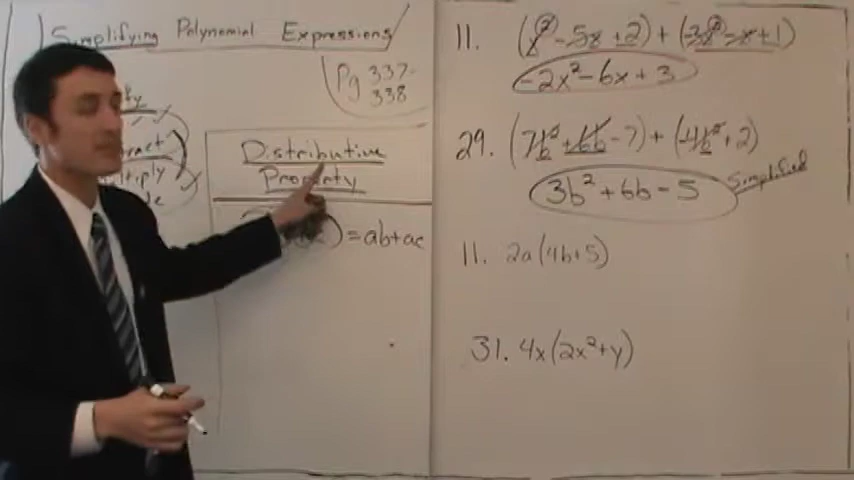 Simplifying Polynomial Expressions
Pg 337-
338
Distributive
Property
) = ab+ac
11. (x² - 5x + 2) + (-3x² - x + 1)
-2x² - 6x + 3
29. (7b² + 6b - 7) + (-4b² + 2)
3b² + 6b - 5 Simplified
11. 2a(4b+5)
31. 4x(2x²+y)